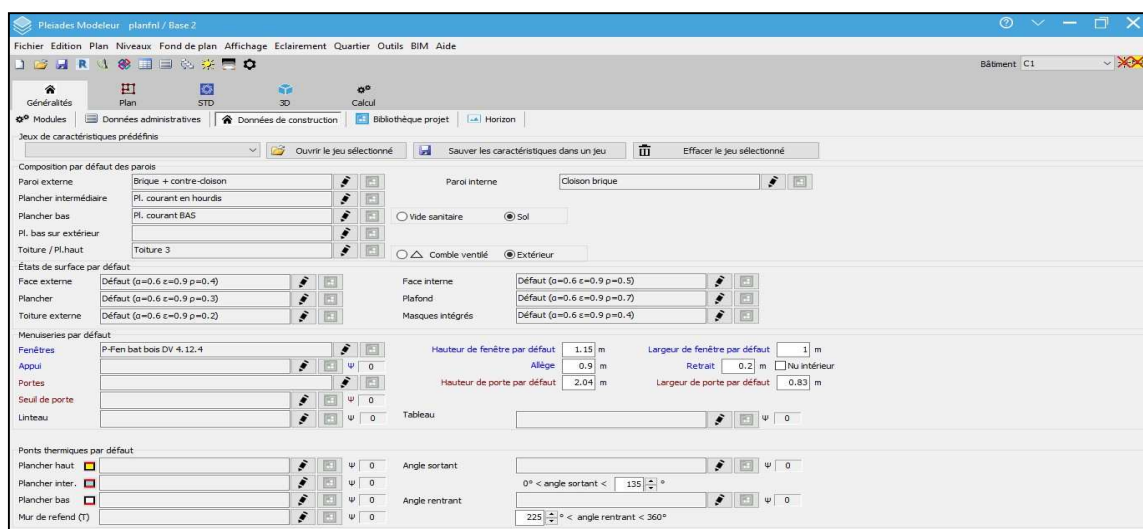 Pleiades Modeleur planfnl / Base 2
Fichier Edition Plan Niveaux Fond de plan Affichage Eclairement Quartier Outils BIM Aide
R Bâtiment C1
Généralités Plan STD 3D Calcul
Modules Données administratives Données de construction Bibliothèque projet Horizon
Jeux de caractéristiques prédéfinis
Ouvrir le jeu sélectionné Sauver les caractéristiques dans un jeu Effacer le jeu sélectionné
Composition par défaut des parois
Paroi externe Brique + contre-cloison Paroi interne Cloison brique
Plancher intermédiaire Pl. courant en hourdis
Plancher bas Pl. courant BAS Vide sanitaire Sol
Pl. bas sur extérieur
Toiture / Pl.haut Toiture 3 Comble ventilé Extérieur
États de surface par défaut
Face externe Défaut (α=0.6 ε=0.9 ρ=0.4) Face interne Défaut (α=0.6 ε=0.9 ρ=0.5)
Plancher Défaut (α=0.6 ε=0.9 ρ=0.3) Plafond Défaut (α=0.6 ε=0.9 ρ=0.7)
Toiture externe Défaut (α=0.6 ε=0.9 ρ=0.2) Masques intégrés Défaut (α=0.6 ε=0.9 ρ=0.4)
Menuiseries par défaut
Fenêtres P-Fen bat bois DV 4.12.4 Hauteur de fenêtre par défaut 1.15 m Largeur de fenêtre par défaut 1 m
Appui Ψ 0 Allège 0.9 m Retrait 0.2 m Nu intérieur
Portes Hauteur de porte par défaut 2.04 m Largeur de porte par défaut 0.83 m
Seuil de porte Ψ 0
Linteau Ψ 0 Tableau Ψ 0
Ponts thermiques par défaut
Plancher haut Ψ 0 Angle sortant Ψ 0
Plancher inter. Ψ 0 0° < angle sortant < 135 °
Plancher bas Ψ 0 Angle rentrant Ψ 0
Mur de refend (T) Ψ 0 225 ° < angle rentrant < 360°